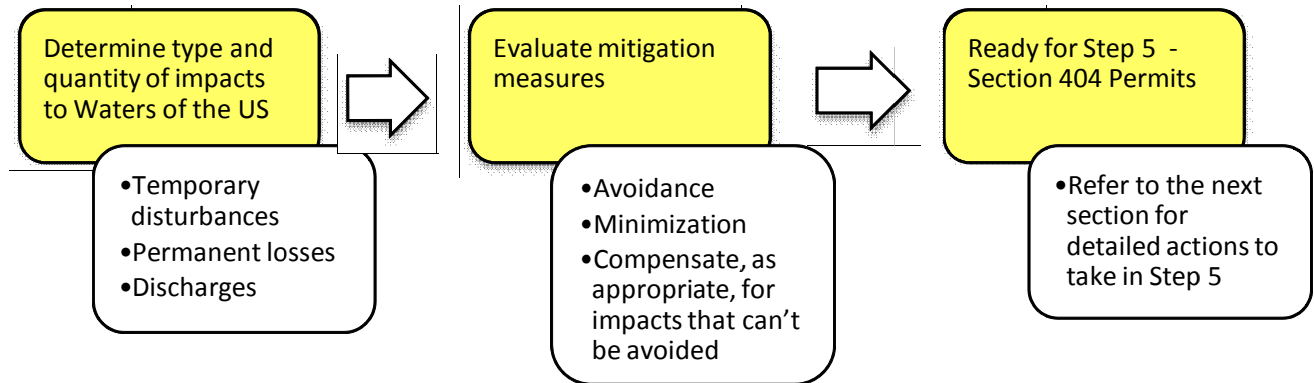 Determine type and
quantity of impacts
to Waters of the US
•Temporary
disturbances
•Permanent losses
•Discharges
Evaluate mitigation
measures
•Avoidance
•Minimization
•Compensate, as
appropriate, for
impacts that can’t
be avoided
Ready for Step 5 -
Section 404 Permits
•Refer to the next
section for
detailed actions to
take in Step 5